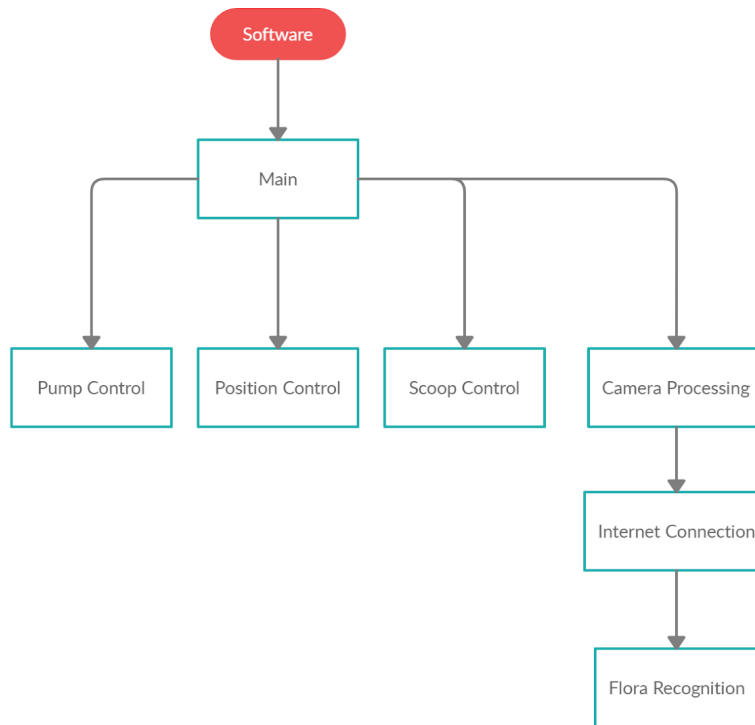 Software
Main
Pump Control
Position Control
Scoop Control
Camera Processing
Internet Connection
Flora Recognition